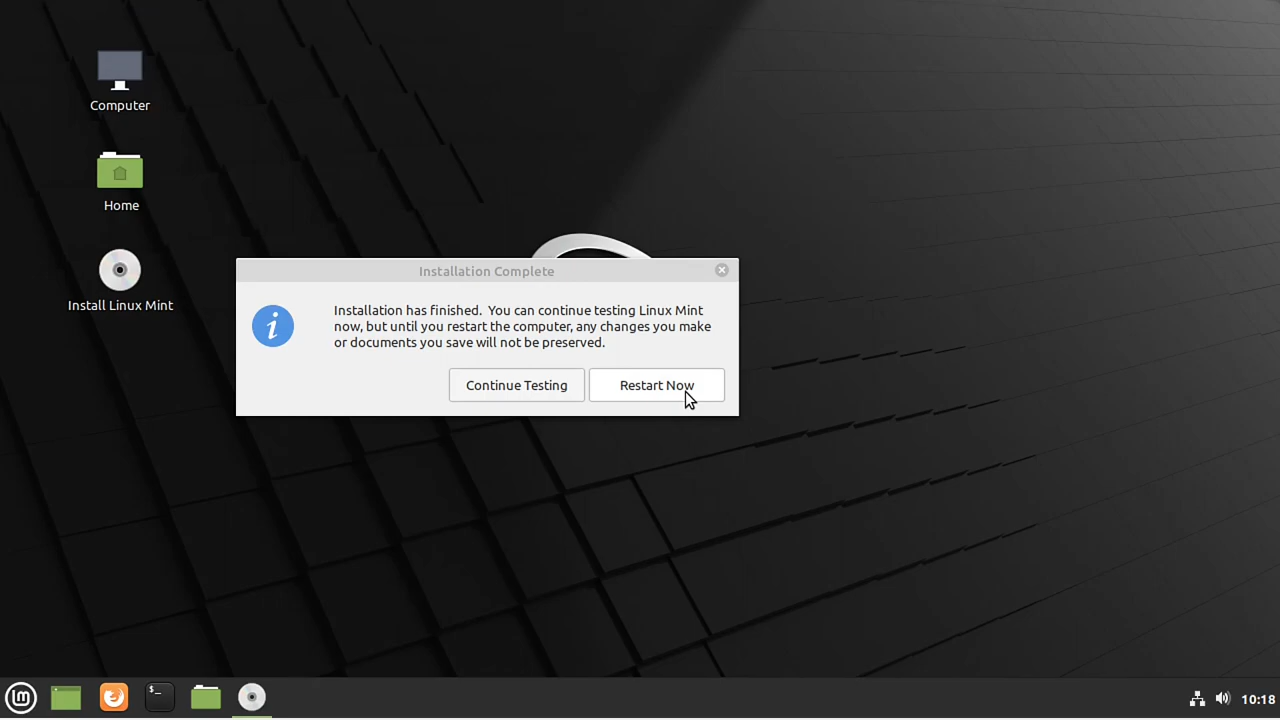 Computer
Home
Install Linux Mint
Installation Complete
Installation has finished.  You can continue testing Linux Mint
now, but until you restart the computer, any changes you make
or documents you save will not be preserved.
Continue Testing
Restart Now
$_
10:18